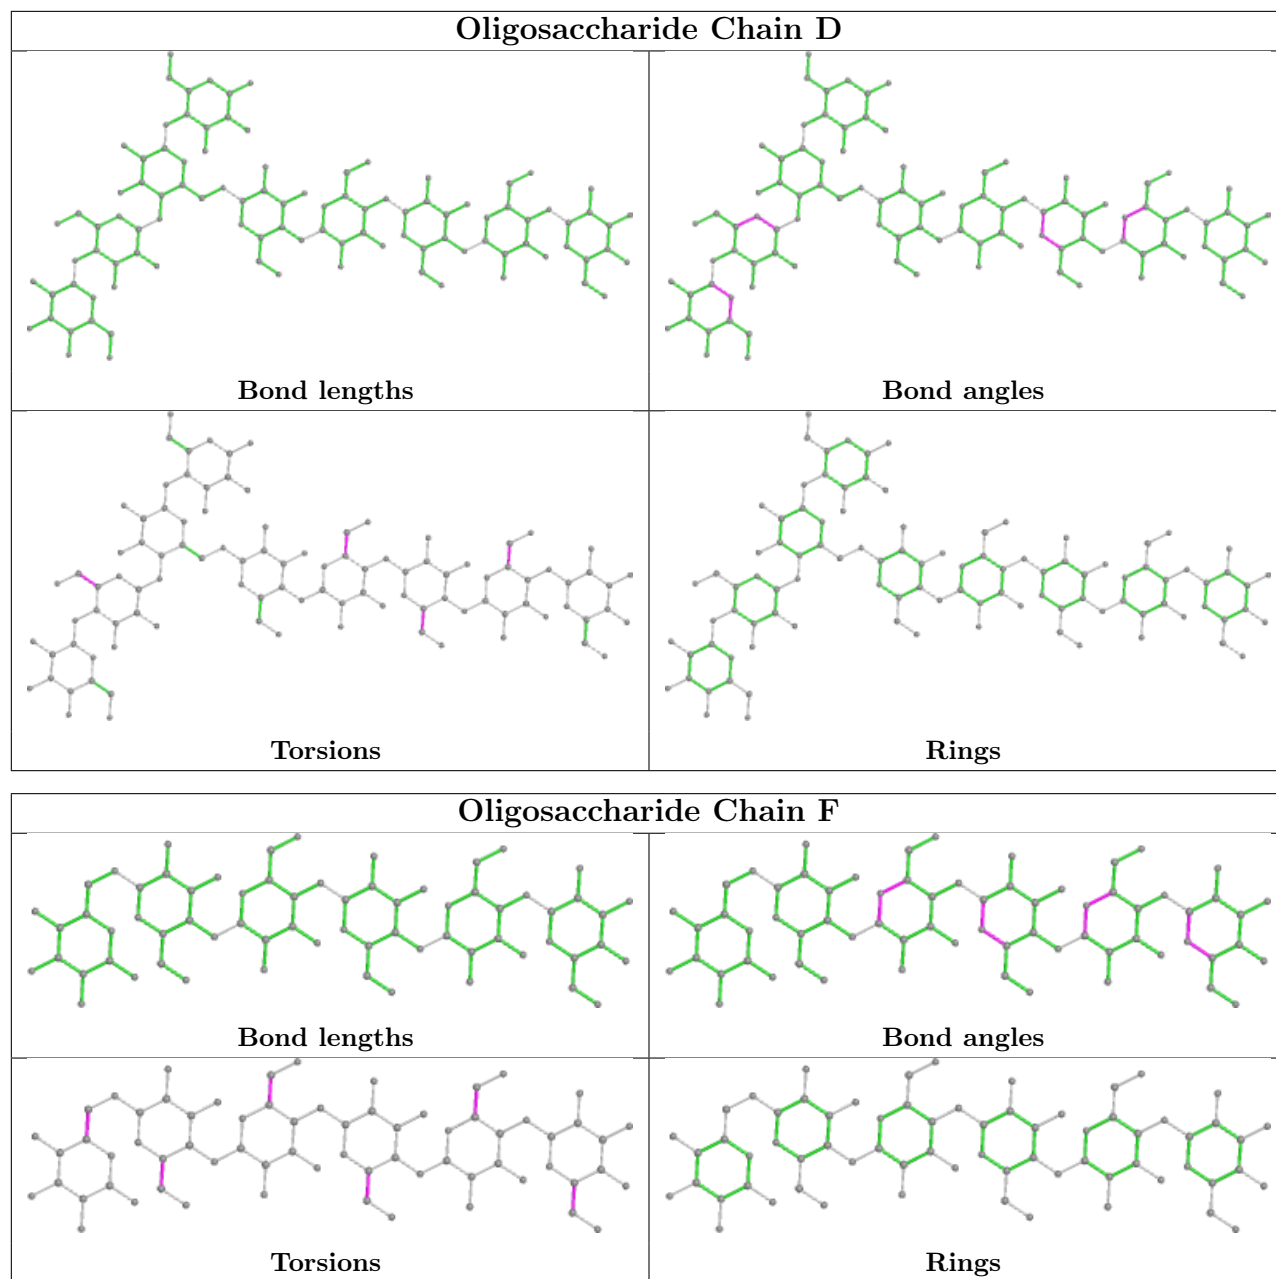 Oligosaccharide Chain D
Bond lengths
Bond angles
Torsions
Rings
Oligosaccharide Chain F
Bond lengths
Bond angles
Torsions
Rings